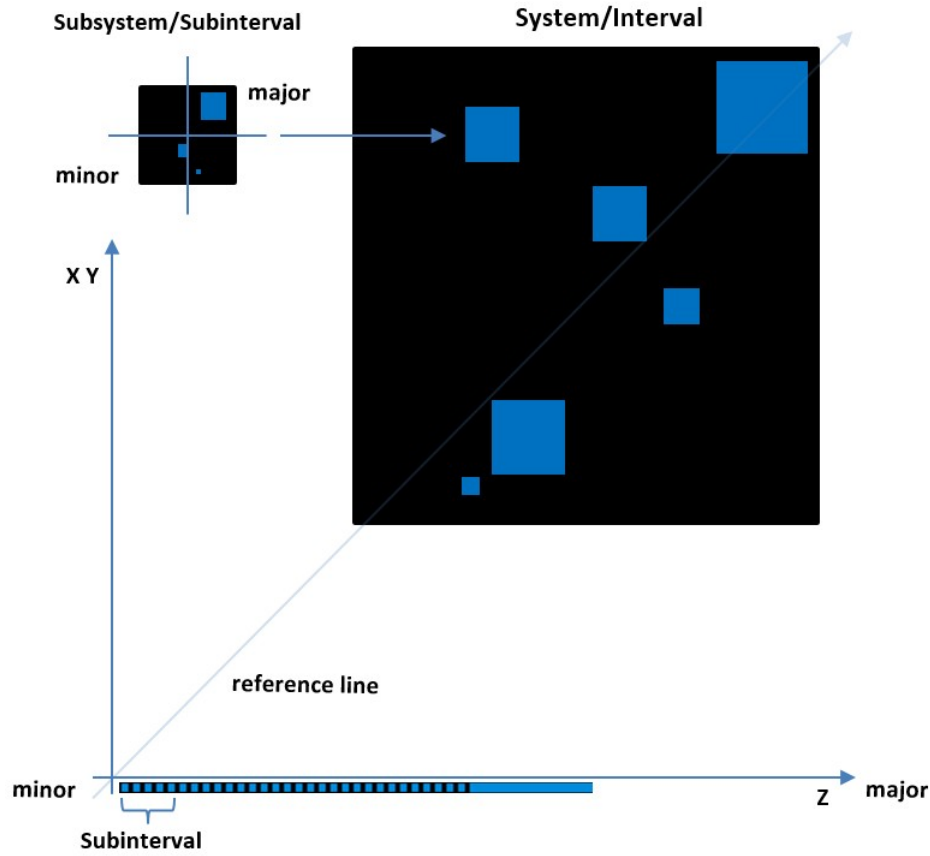 Subsystem/Subinterval
System/Interval
major
minor
X Y
reference line
minor
Z
major
Subinterval